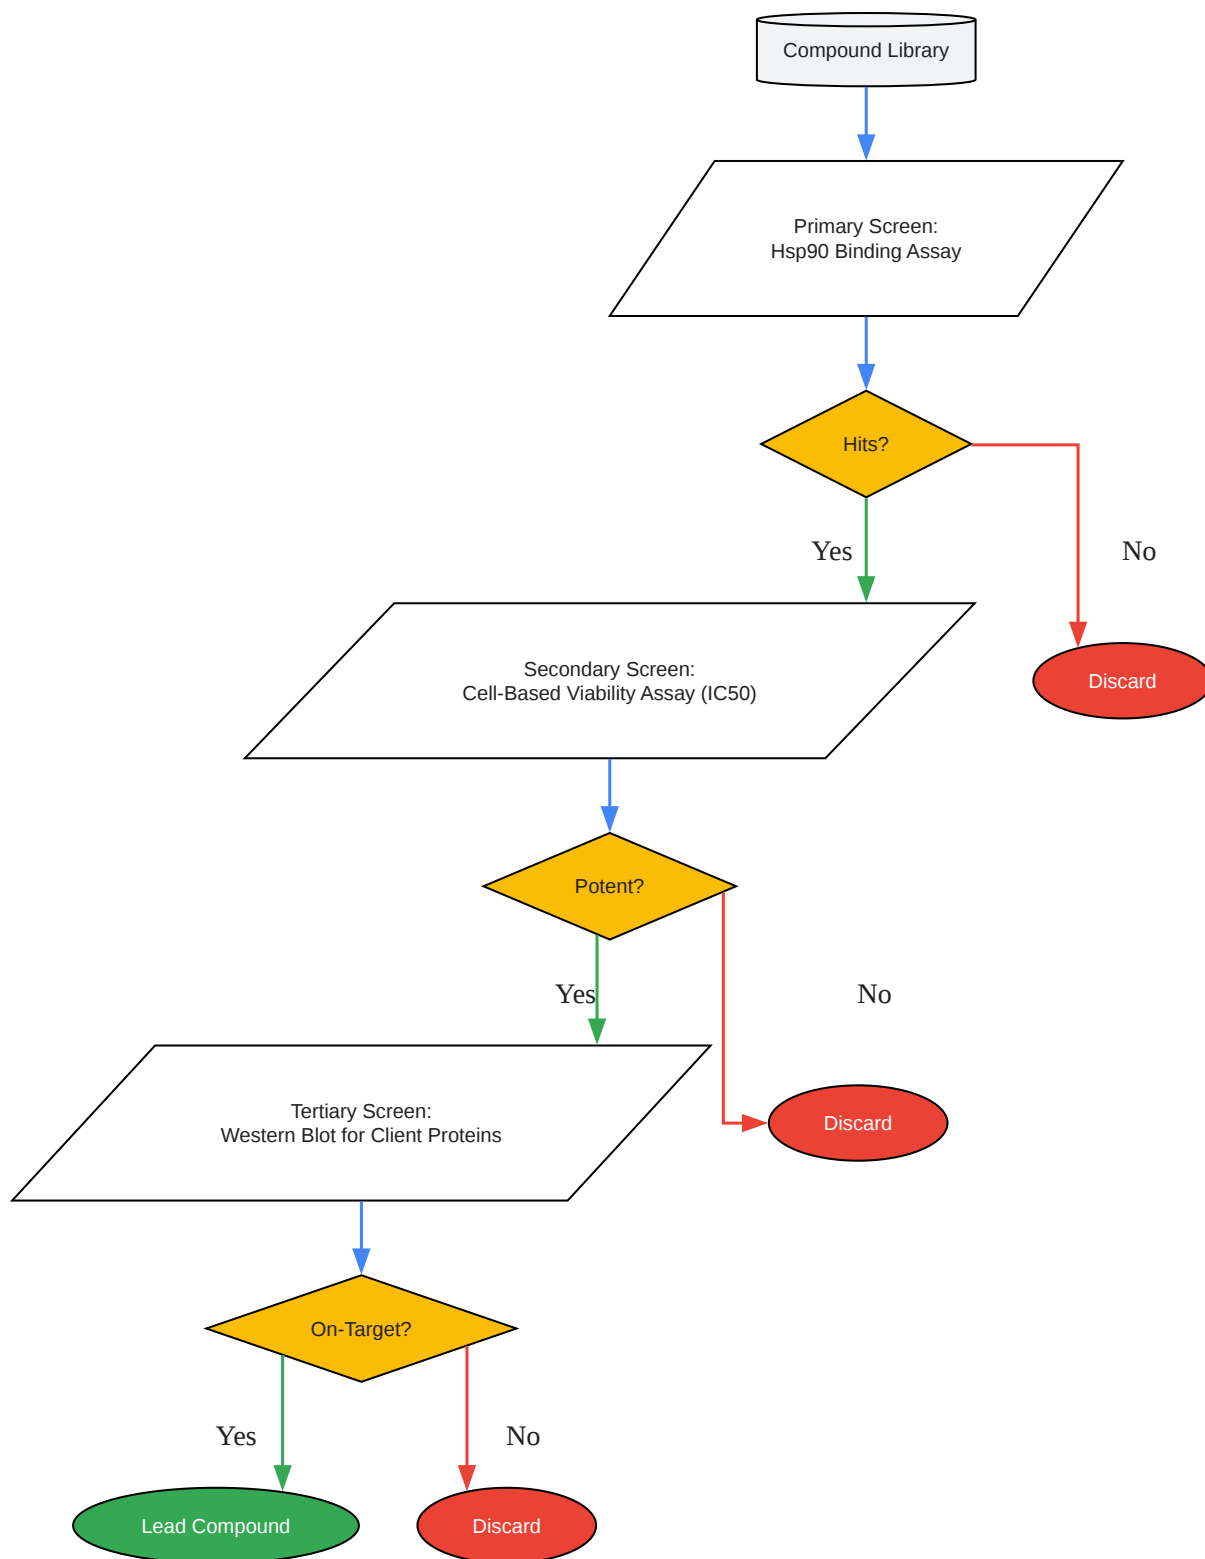 Compound Library
Primary Screen:
Hsp90 Binding Assay
Hits?
Yes
No
Secondary Screen:
Cell-Based Viability Assay (IC50)
Discard
Potent?
Yes
No
Tertiary Screen:
Western Blot for Client Proteins
Discard
On-Target?
Yes
No
Lead Compound
Discard